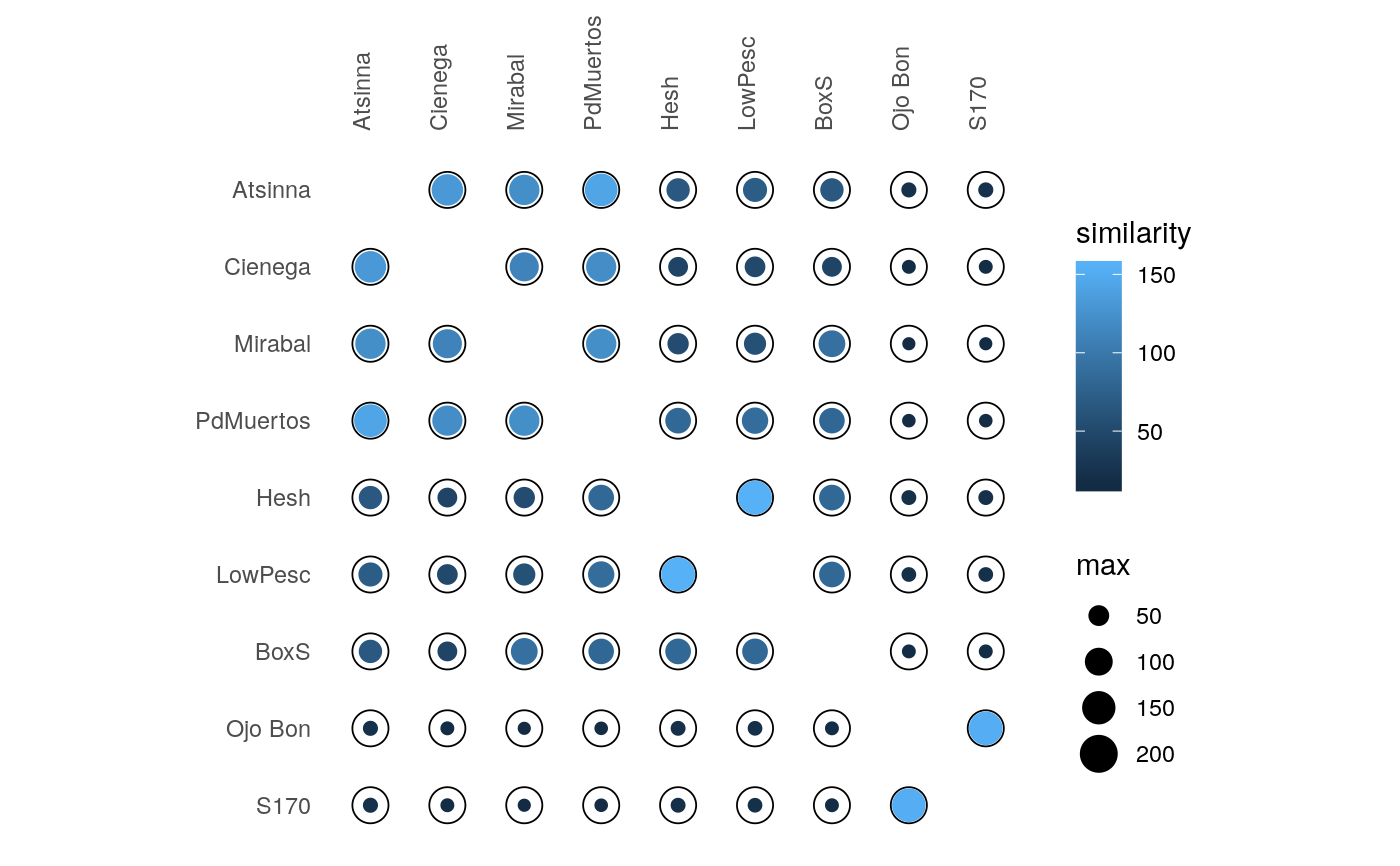 Atsinna
Cienega
Mirabal
PdMuertos
Hesh
LowPesc
BoxS
Ojo Bon
S170
Atsinna
Cienega
Mirabal
PdMuertos
Hesh
LowPesc
BoxS
Ojo Bon
S170
similarity
150
100
50
max
50
100
150
200